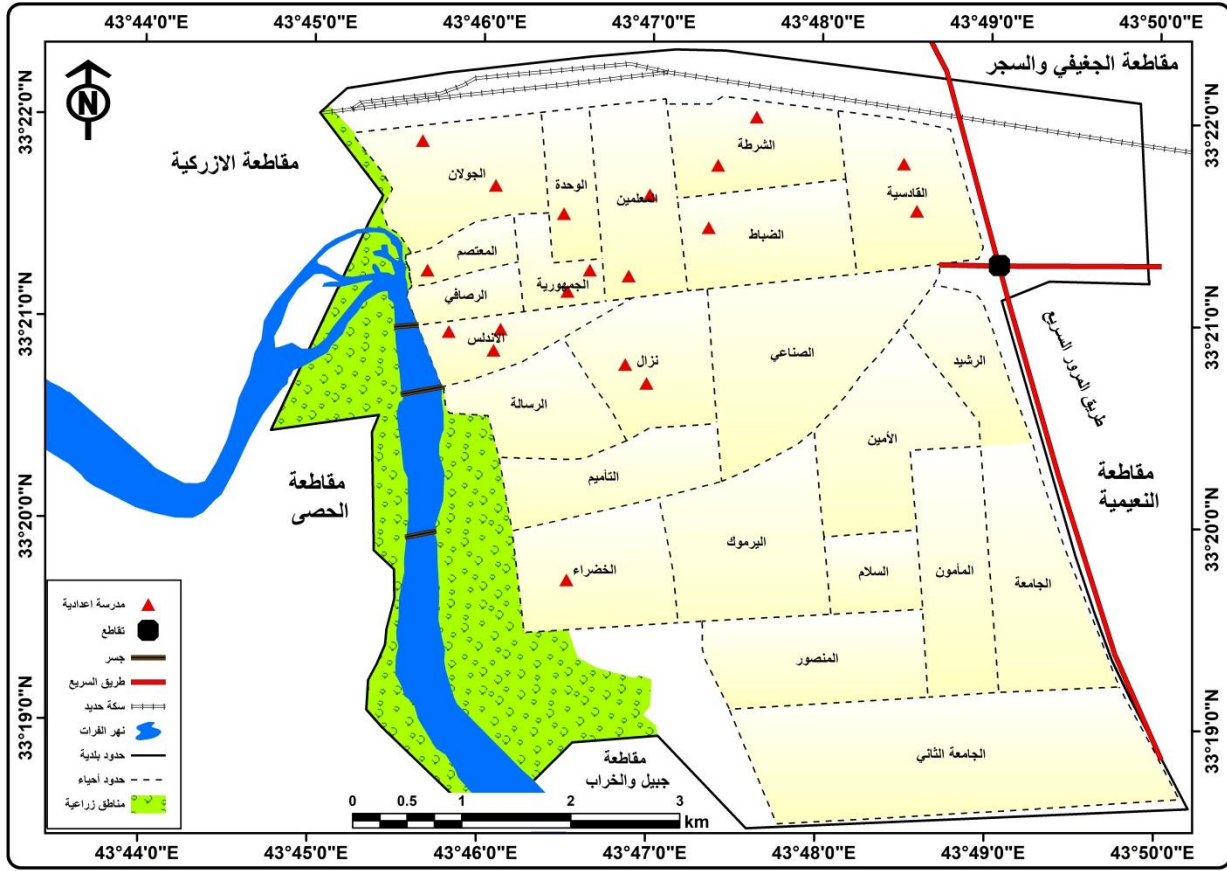 43°44'0"E 43°45'0"E 43°46'0"E 43°47'0"E 43°48'0"E 43°49'0"E 43°50'0"E
مقاطعة الجغيفي والسجر
N
33°22'0"N
33°22'0"N
مقاطعة الازركية
الشرطة
الجولان
الوحدة
المعلمين
القادسية
الضباط
المعتصم
الجمهورية
الرصافي
33°21'0"N
33°21'0"N
الأندلس
نزال
الصناعي
الرشيد
طريق المرور السريع
الرسالة
الأمين
التأميم
مقاطعة
الحصى
مقاطعة
النعيمية
33°20'0"N
33°20'0"N
اليرموك
الخضراء
السلام
المأمون
الجامعة
المنصور
33°19'0"N
33°19'0"N
الجامعة الثاني
مقاطعة
جبيل والخراب
مدرسة اعدادية
تقاطع
جسر
طريق السريع
سكة حديد
نهر الفرات
حدود بلدية
حدود أحياء
مناطق زراعية
0 0.5 1 2 3
km
43°44'0"E 43°45'0"E 43°46'0"E 43°47'0"E 43°48'0"E 43°49'0"E 43°50'0"E